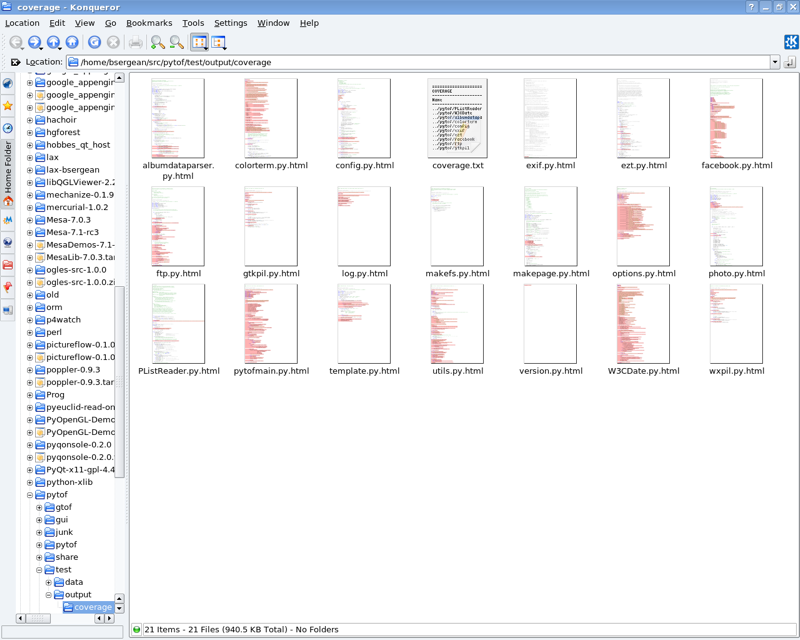 coverage - Konqueror
Location Edit View Go Bookmarks Tools Settings Window Help
Location: /home/bsergean/src/pytof/test/output/coverage
Home Folder
google_appengin
google_appengin
google_appengin
hachoir
hgforest
hobbes_qt_host
lax
lax-bsergean
libQGLViewer-2.2
mechanize-0.1.9
mercurial-1.0.2
Mesa-7.0.3
Mesa-7.1-rc3
MesaDemos-7.1-
MesaLib-7.0.3.tar
ogles-src-1.0.0
ogles-src-1.0.0.zi
old
orm
p4watch
perl
pictureflow-0.1.0
pictureflow-0.1.0
poppler-0.9.3
poppler-0.9.3.tar
Prog
pyeuclid-read-on
PyOpenGL-Demo
PyOpenGL-Demo
pyqonsole-0.2.0
pyqonsole-0.2.0.
PyQt-x11-gpl-4.4
python-xlib
pytof
gtof
gui
junk
pytof
share
test
data
output
coverage
COVERAGE
Name
albumdataparser.
py.html
colorterm.py.html
config.py.html
coverage.txt
exif.py.html
ezt.py.html
facebook.py.html
ftp.py.html
gtkpil.py.html
log.py.html
makefs.py.html
makepage.py.html
options.py.html
photo.py.html
PListReader.py.html
pytofmain.py.html
template.py.html
utils.py.html
version.py.html
W3CDate.py.html
wxpil.py.html
21 Items - 21 Files (940.5 KB Total) - No Folders